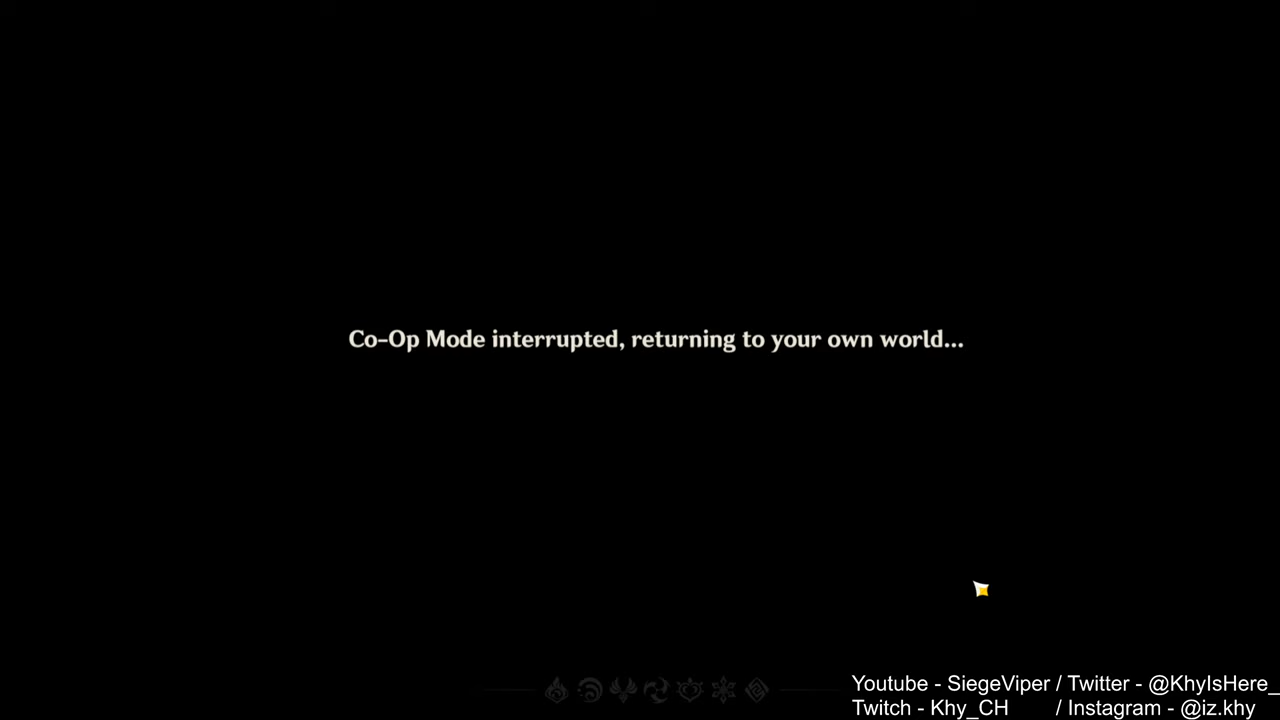 Co-Op Mode interrupted, returning to your own world...
Youtube - SiegeViper / Twitter - @KhyIsHere_
Twitch - Khy_CH / Instagram - @iz.khy